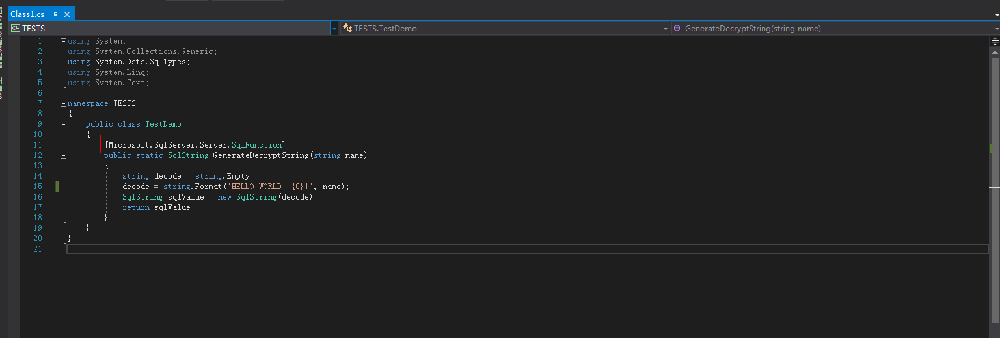 Class1.cs
C# TESTS
TESTS.TestDemo
GenerateDecryptString(string name)
1 using System;
2 using System.Collections.Generic;
3 using System.Data.SqlTypes;
4 using System.Linq;
5 using System.Text;
6
7 namespace TESTS
8 {
9 public class TestDemo
10 {
11 [Microsoft.SqlServer.Server.SqlFunction]
12 public static SqlString GenerateDecryptString(string name)
13 {
14 string decode = string.Empty;
15 decode = string.Format("HELLO WORLD  {0}!", name);
16 SqlString sqlValue = new SqlString(decode);
17 return sqlValue;
18 }
19 }
20 }
21